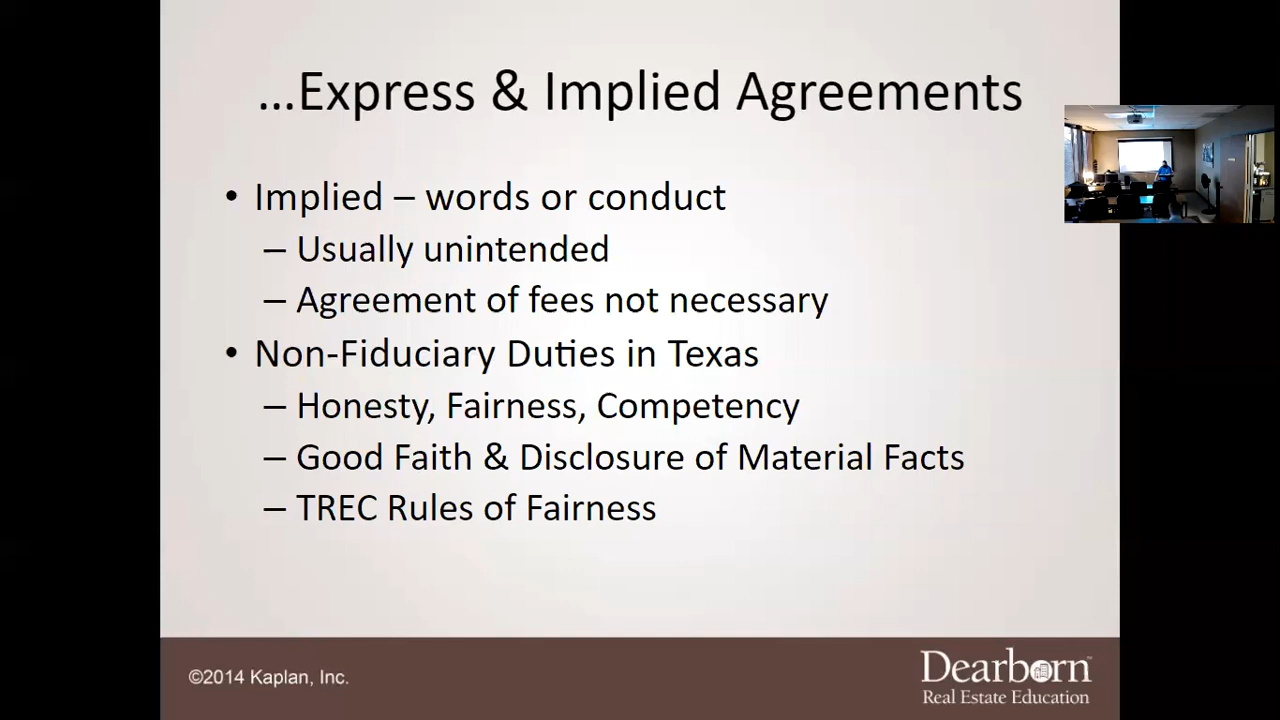 ...Express & Implied Agreements
• Implied – words or conduct
– Usually unintended
– Agreement of fees not necessary
• Non-Fiduciary Duties in Texas
– Honesty, Fairness, Competency
– Good Faith & Disclosure of Material Facts
– TREC Rules of Fairness
©2014 Kaplan, Inc.
Dearborn™
Real Estate Education